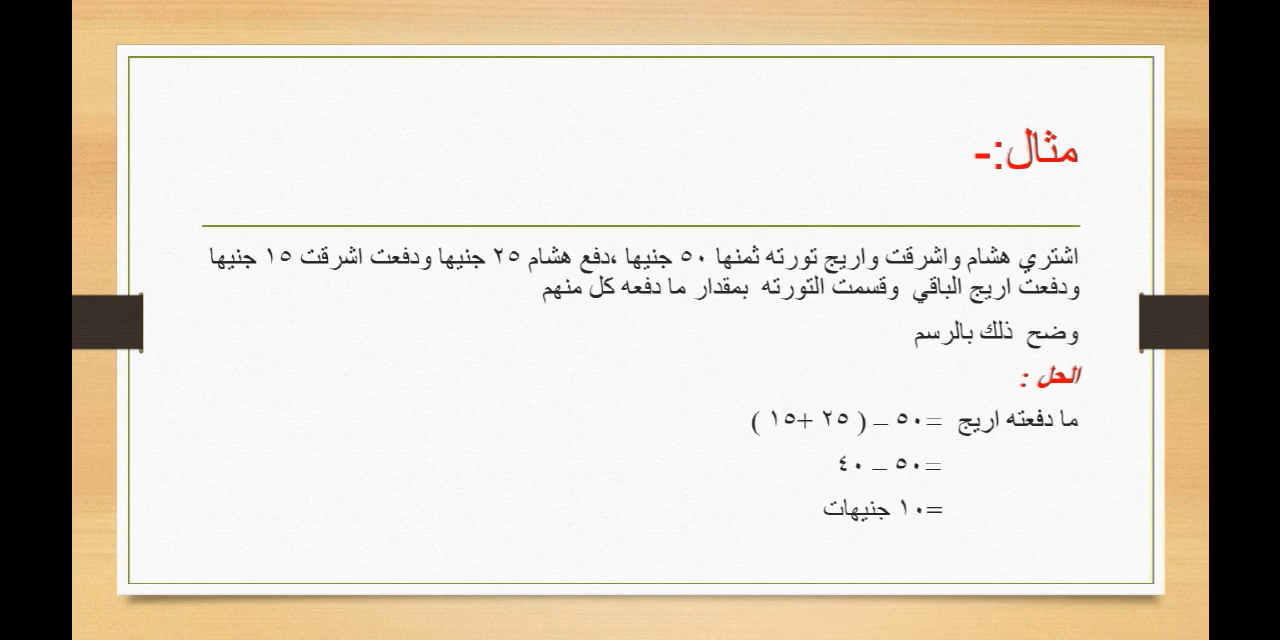 مثال:-
اشتري هشام واشرقت واريج تورته ثمنها ٥٠ جنيها ،دفع هشام ٢٥ جنيها ودفعت اشرقت ١٥ جنيها
ودفعت اريج الباقي وقسمت التورته بمقدار ما دفعه كل منهم
وضح ذلك بالرسم
الحل :
ما دفعته اريج =٥٠ – ( ٢٥ +١٥ )
=٥٠ – ٤٠
=١٠ جنيهات